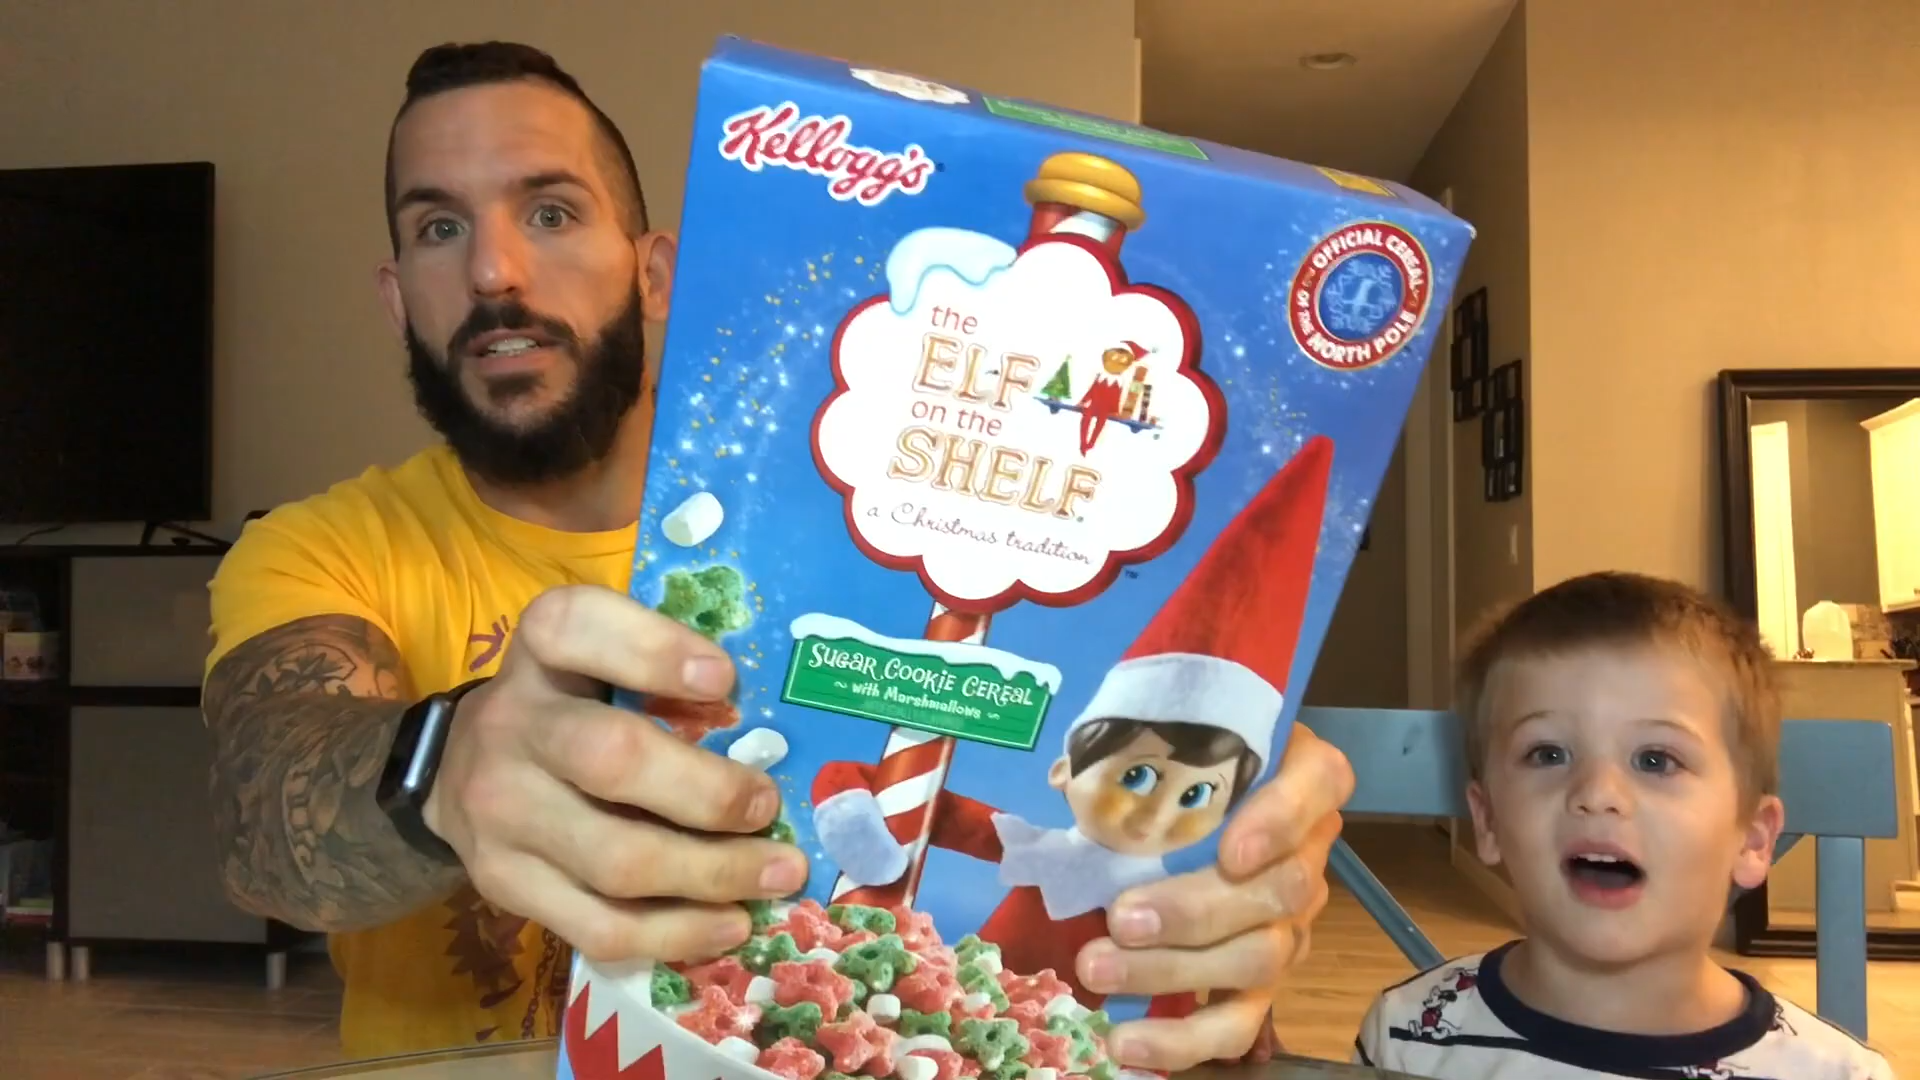 Kellogg's
OFFICIAL CEREAL
OF THE
NORTH POLE
the
ELF
on the
SHELF
a Christmas tradition
TM
SUGAR COOKIE CEREAL
~ with Marshmallows ~